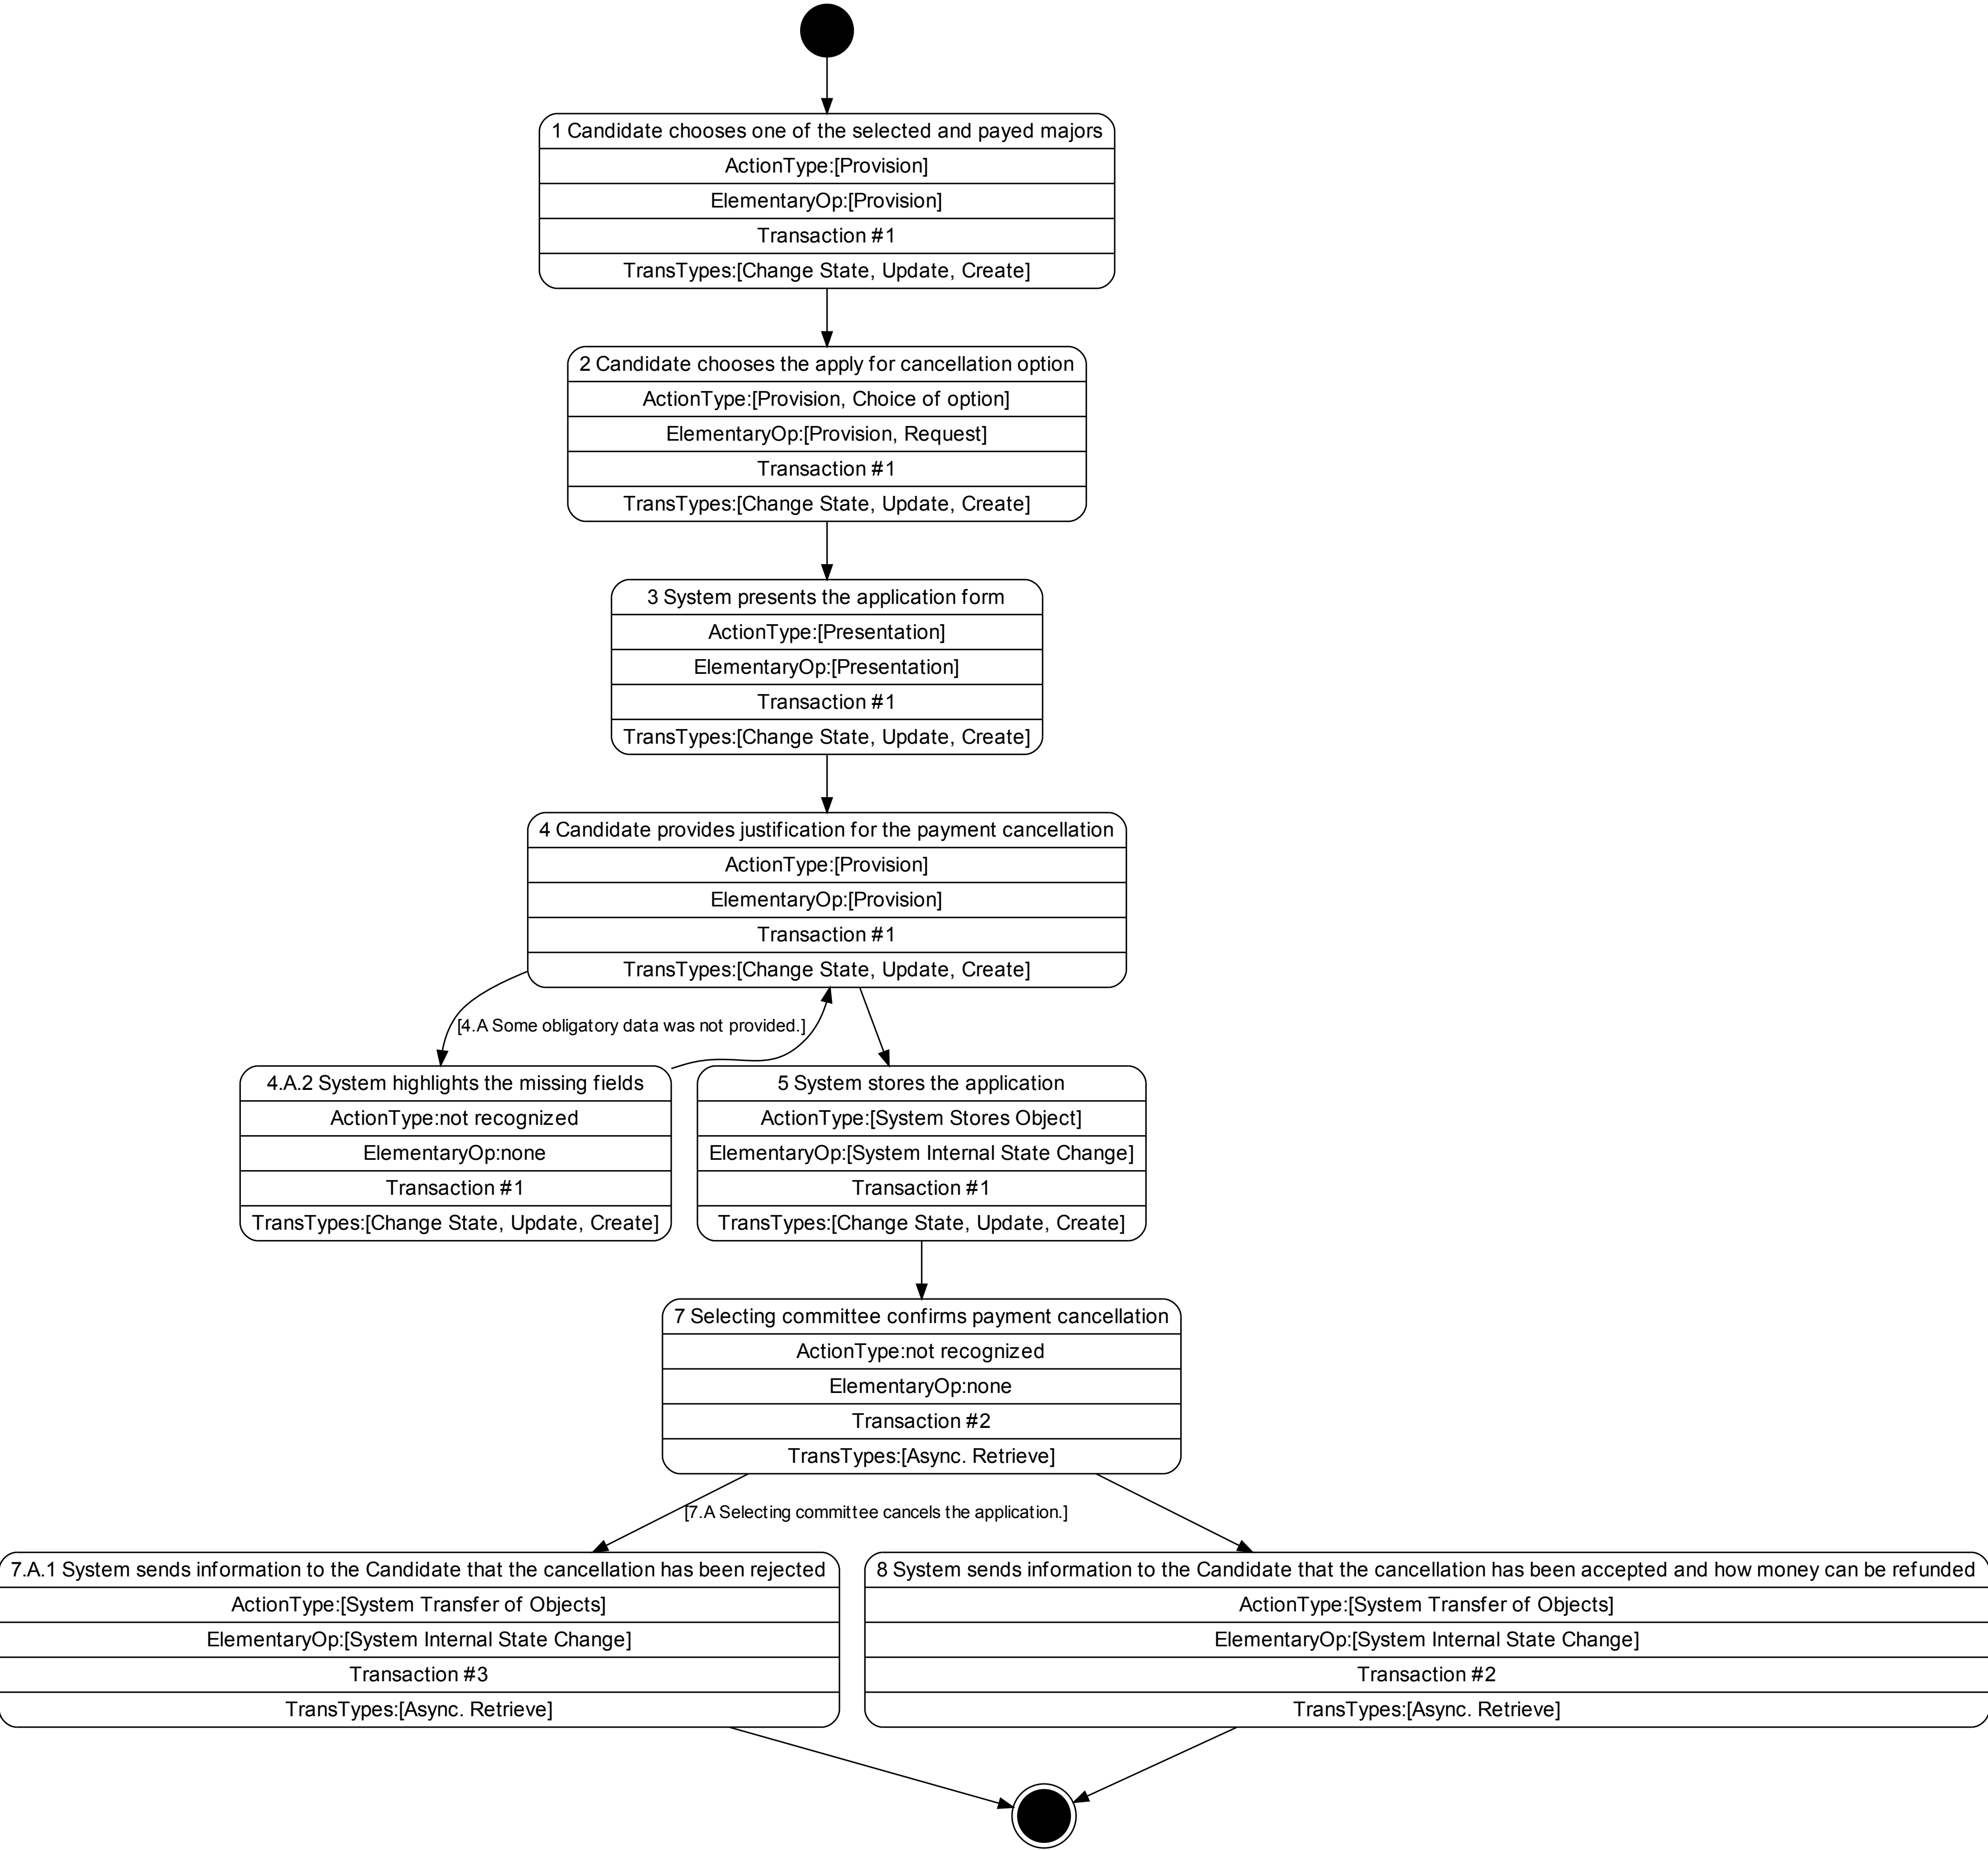 1 Candidate chooses one of the selected and payed majors
ActionType:[Provision]
ElementaryOp:[Provision]
Transaction #1
TransTypes:[Change State, Update, Create]
2 Candidate chooses the apply for cancellation option
ActionType:[Provision, Choice of option]
ElementaryOp:[Provision, Request]
Transaction #1
TransTypes:[Change State, Update, Create]
3 System presents the application form
ActionType:[Presentation]
ElementaryOp:[Presentation]
Transaction #1
TransTypes:[Change State, Update, Create]
4 Candidate provides justification for the payment cancellation
ActionType:[Provision]
ElementaryOp:[Provision]
Transaction #1
TransTypes:[Change State, Update, Create]
[4.A Some obligatory data was not provided.]
4.A.2 System highlights the missing fields
ActionType:not recognized
ElementaryOp:none
Transaction #1
TransTypes:[Change State, Update, Create]
5 System stores the application
ActionType:[System Stores Object]
ElementaryOp:[System Internal State Change]
Transaction #1
TransTypes:[Change State, Update, Create]
7 Selecting committee confirms payment cancellation
ActionType:not recognized
ElementaryOp:none
Transaction #2
TransTypes:[Async. Retrieve]
[7.A Selecting committee cancels the application.]
7.A.1 System sends information to the Candidate that the cancellation has been rejected
ActionType:[System Transfer of Objects]
ElementaryOp:[System Internal State Change]
Transaction #3
TransTypes:[Async. Retrieve]
8 System sends information to the Candidate that the cancellation has been accepted and how money can be refunded
ActionType:[System Transfer of Objects]
ElementaryOp:[System Internal State Change]
Transaction #2
TransTypes:[Async. Retrieve]